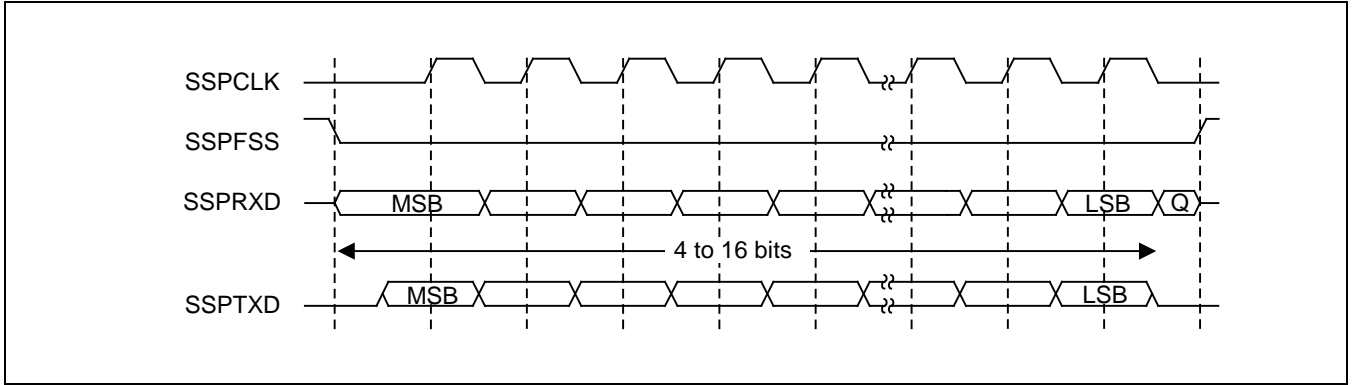 SSPCLK
SSPFSS
SSPRXD MSB LSB Q
4 to 16 bits
SSPTXD MSB LSB